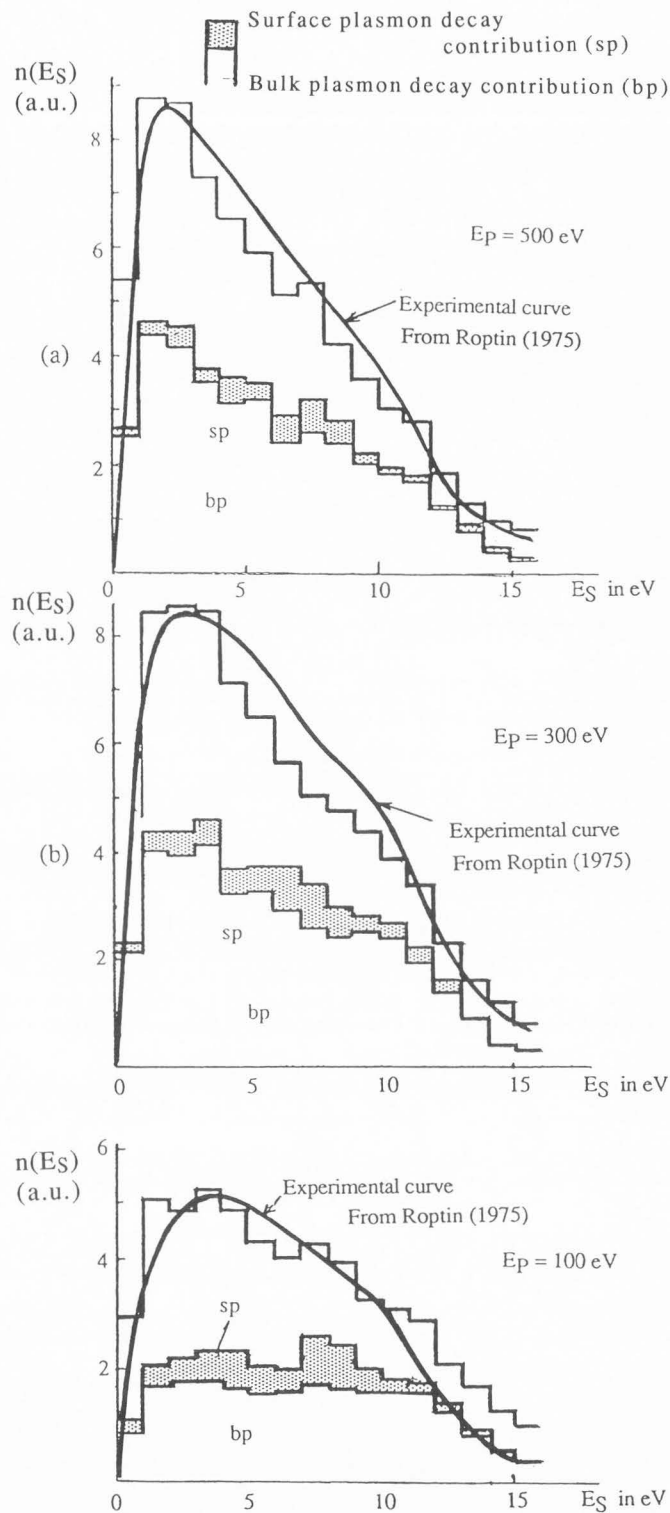 Surface plasmon decay
contribution (sp)
Bulk plasmon decay contribution (bp)
n(ES)
(a.u.)
8
6
4
2
(a)
EP = 500 eV
Experimental curve
From Roptin (1975)
sp
bp
0 5 10 15 ES in eV
n(ES)
(a.u.)
8
6
4
2
(b)
EP = 300 eV
Experimental curve
From Roptin (1975)
sp
bp
0 5 10 15 ES in eV
n(ES)
(a.u.)
6
4
2
Experimental curve
From Roptin (1975)
EP = 100 eV
sp
bp
0 5 10 15 ES in eV